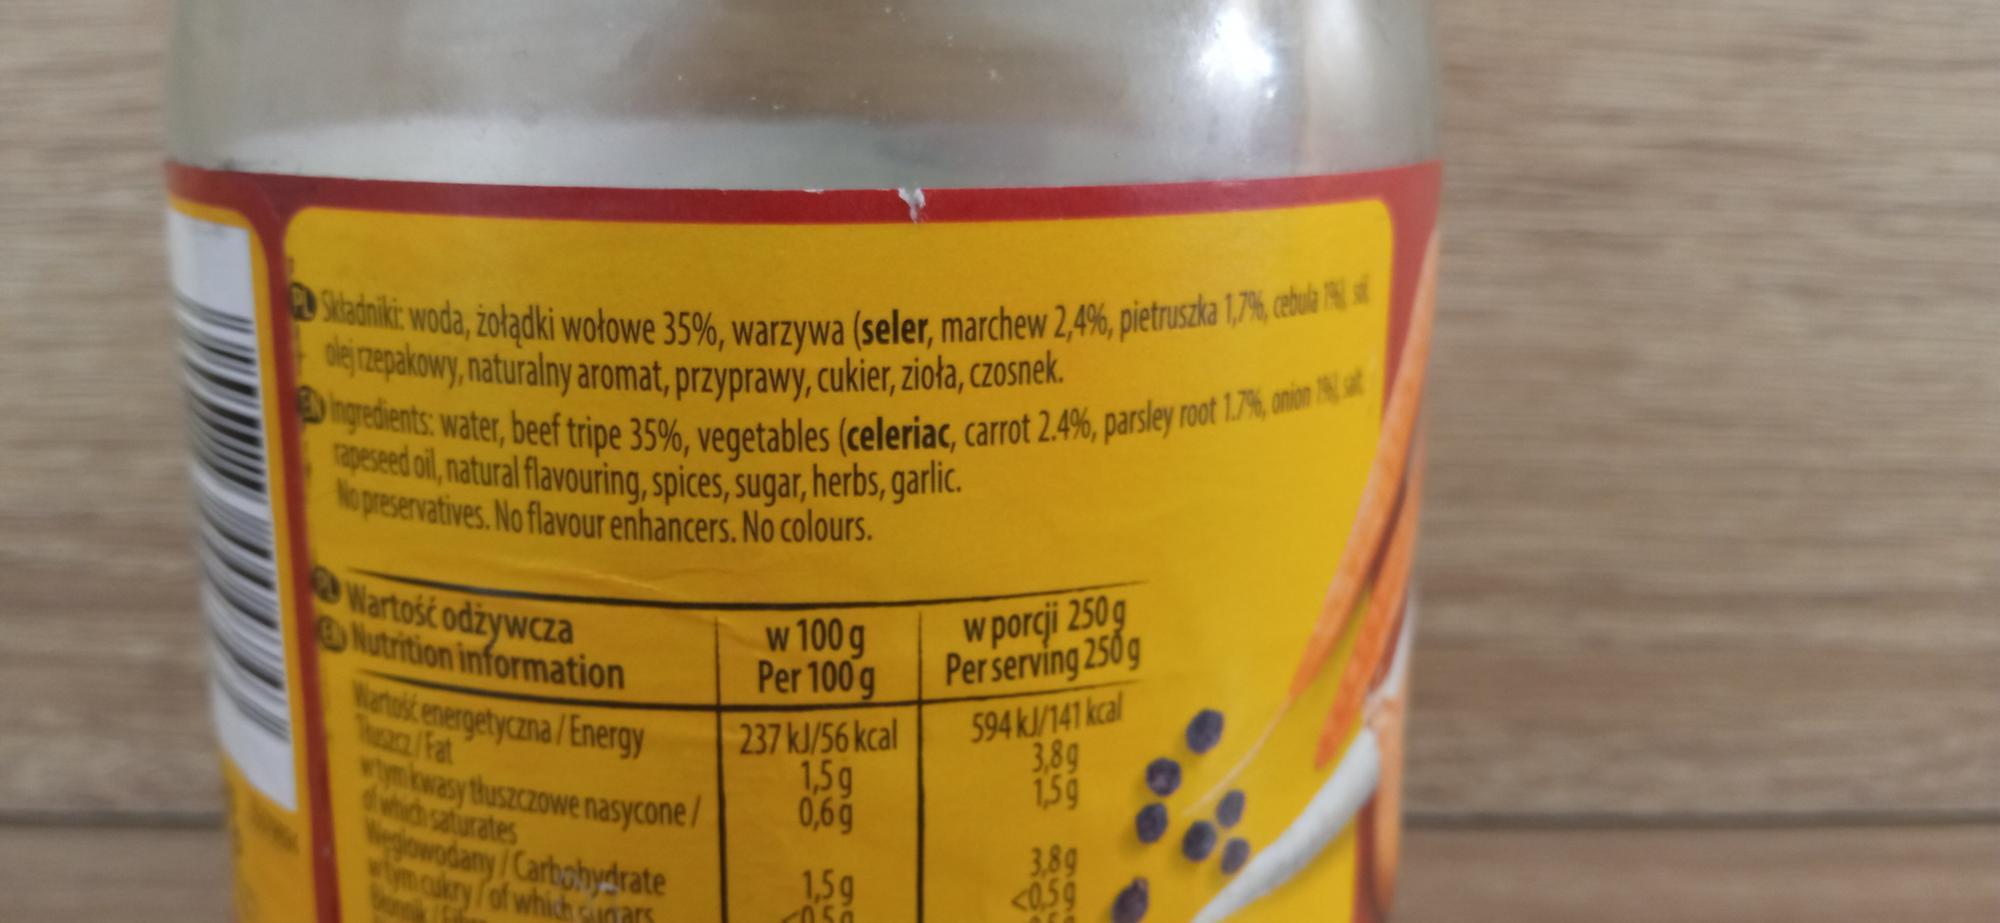 PL Składniki: woda, żołądki wołowe 35%, warzywa (seler, marchew 2,4%, pietruszka 1,7%, cebula 1%), sól,
olej rzepakowy, naturalny aromat, przyprawy, cukier, zioła, czosnek.
EN Ingredients: water, beef tripe 35%, vegetables (celeriac, carrot 2.4%, parsley root 1.7%, onion 1%), salt,
rapeseed oil, natural flavouring, spices, sugar, herbs, garlic.
No preservatives. No flavour enhancers. No colours.
PL Wartość odżywcza
EN Nutrition information
w 100 g
Per 100 g
w porcji 250 g
Per serving 250 g
Wartość energetyczna / Energy 237 kJ/56 kcal 594 kJ/141 kcal
Tłuszcz / Fat 1,5 g 3,8 g
w tym kwasy tłuszczowe nasycone / 0,6 g 1,5 g
of which saturates
Węglowodany / Carbohydrate 1,5 g 3,8 g
w tym cukry / of which sugars <0,5 g <0,5 g